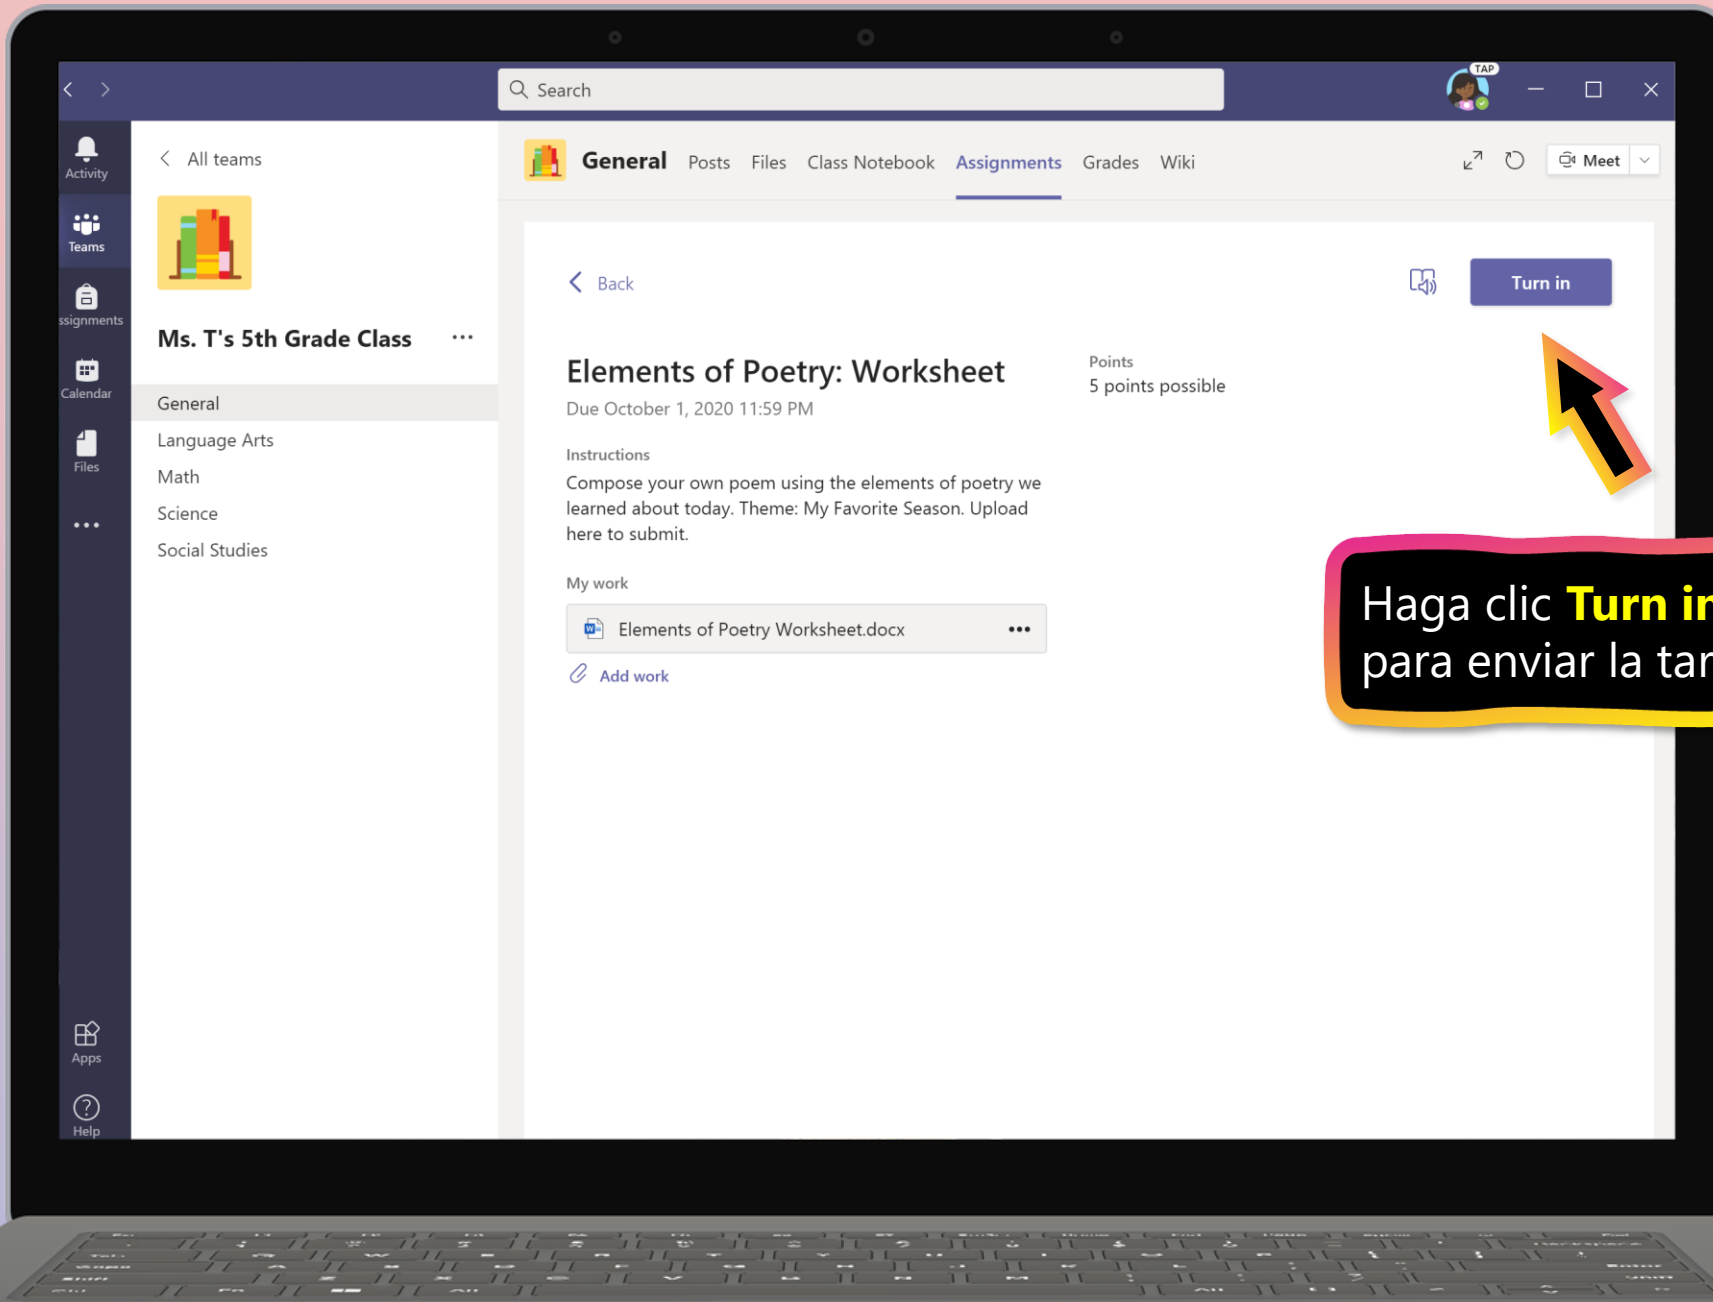 Search
TAP
Activity
Teams
ssignments
Calendar
Files
Apps
Help
All teams
Ms. T's 5th Grade Class
General
Language Arts
Math
Science
Social Studies
General Posts Files Class Notebook Assignments Grades Wiki
Meet
Back
Turn in
Elements of Poetry: Worksheet
Due October 1, 2020 11:59 PM
Points
5 points possible
Instructions
Compose your own poem using the elements of poetry we
learned about today. Theme: My Favorite Season. Upload
here to submit.
My work
Elements of Poetry Worksheet.docx
Add work
Haga clic Turn in
para enviar la tar